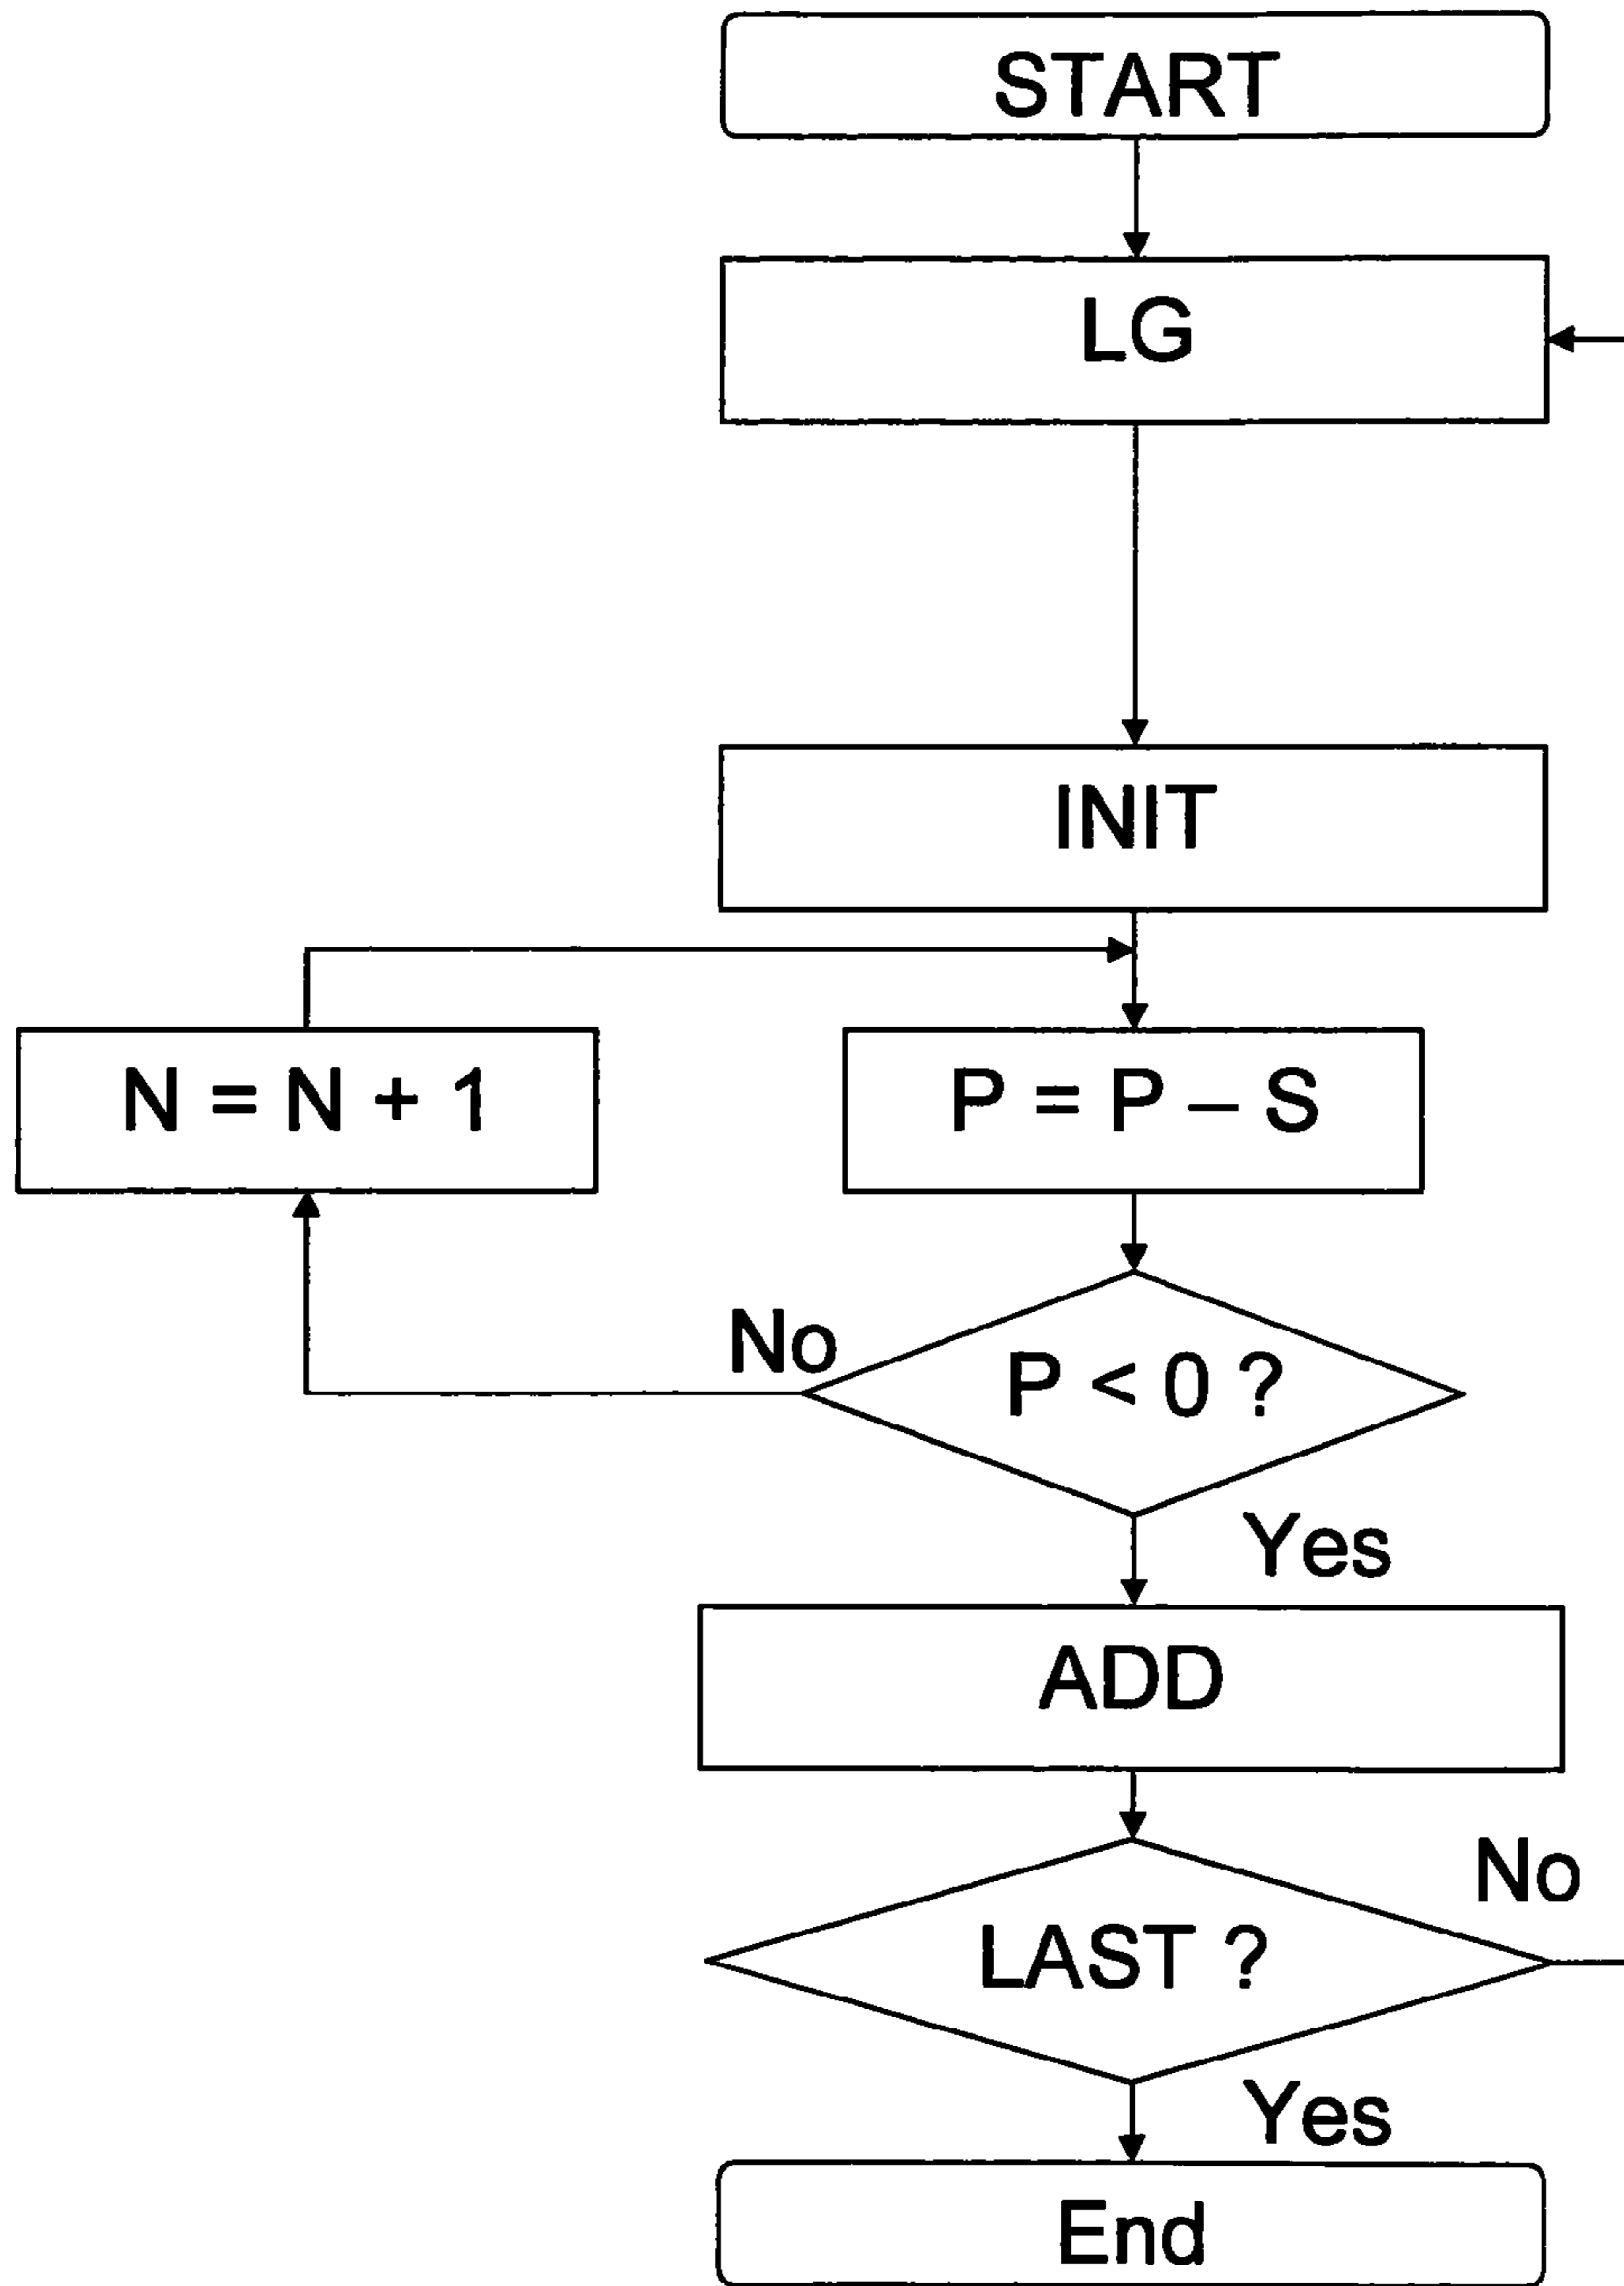 START
LG
INIT
N = N + 1
P = P – S
No
P < 0 ?
Yes
ADD
No
LAST ?
Yes
End